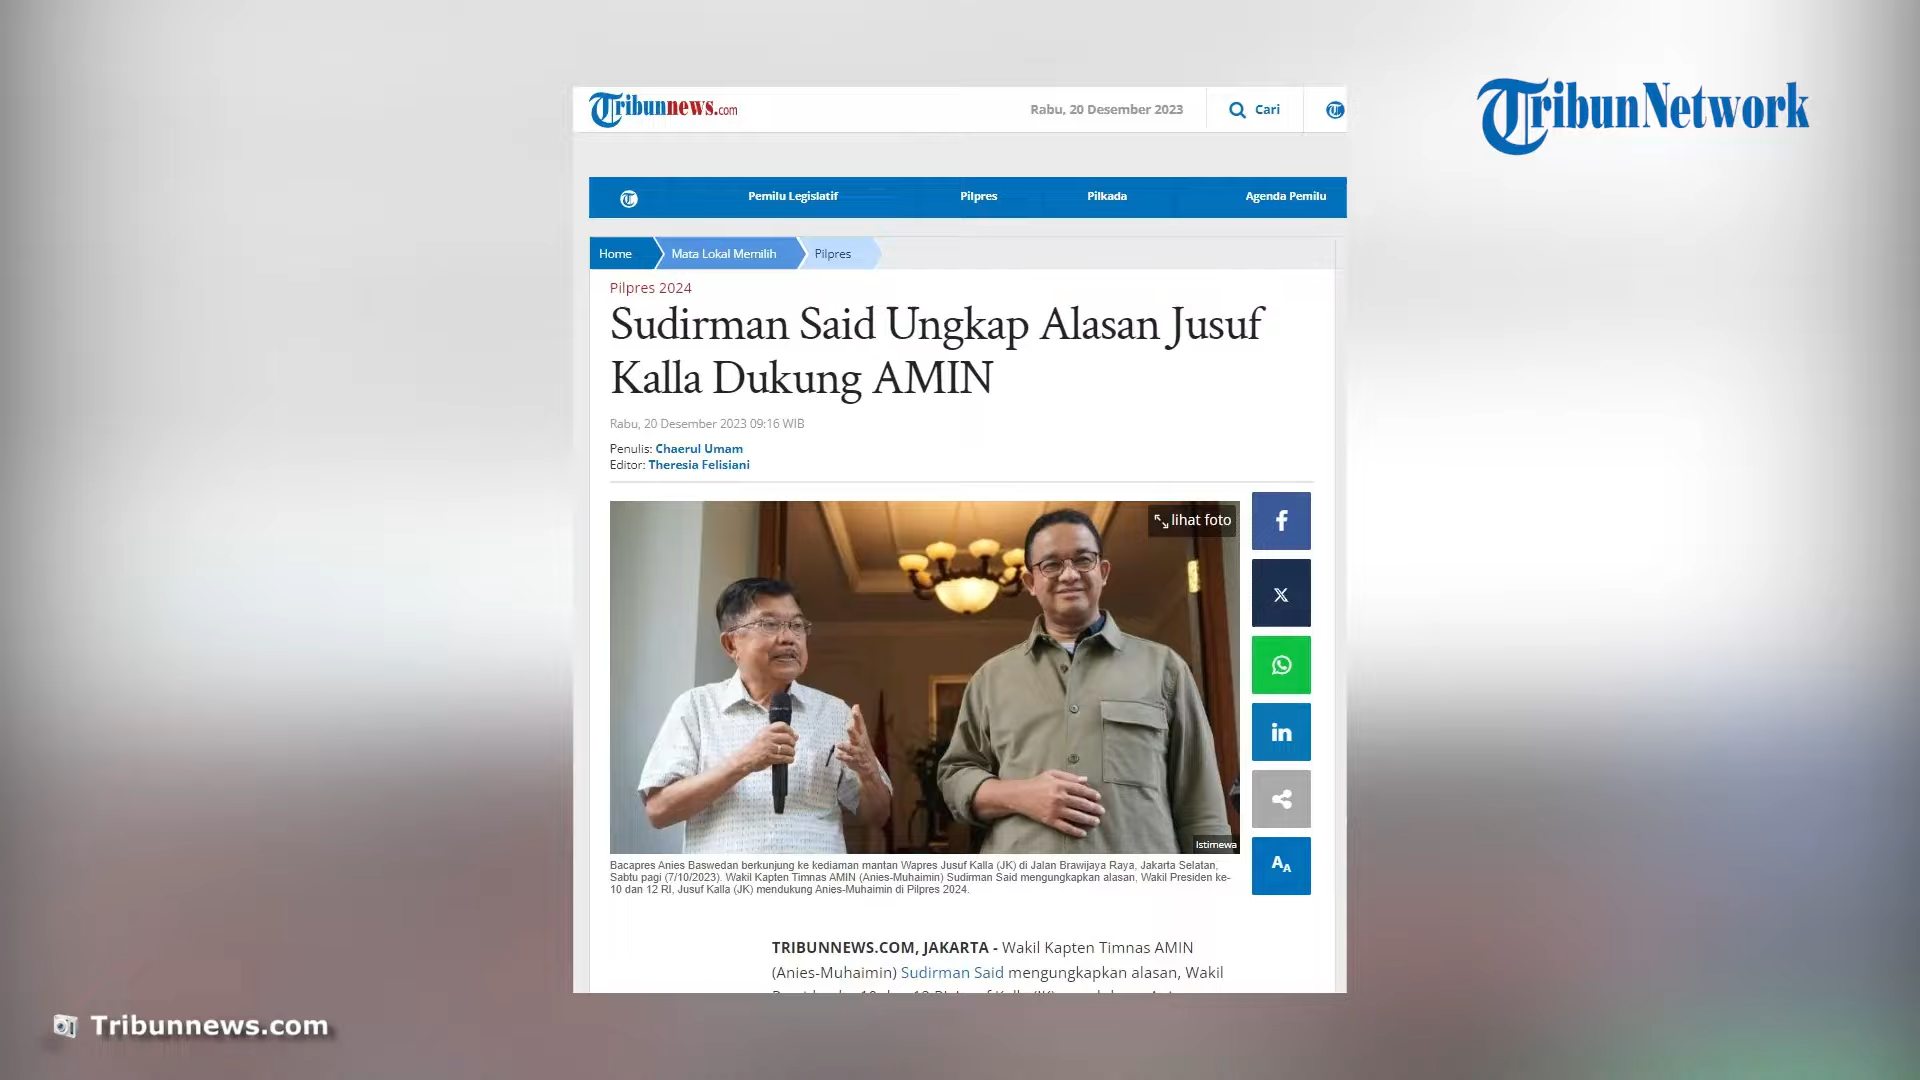 Tribunnews.com
Rabu, 20 Desember 2023
Cari
TribunNetwork
Pemilu Legislatif
Pilpres
Pilkada
Agenda Pemilu
Home
Mata Lokal Memilih
Pilpres
Pilpres 2024
Sudirman Said Ungkap Alasan Jusuf
Kalla Dukung AMIN
Rabu, 20 Desember 2023 09:16 WIB
Penulis: Chaerul Umam
Editor: Theresia Felisiani
lihat foto
Istimewa
Bacapres Anies Baswedan berkunjung ke kediaman mantan Wapres Jusuf Kalla (JK) di Jalan Brawijaya Raya, Jakarta Selatan,
Sabtu pagi (7/10/2023). Wakil Kapten Timnas AMIN (Anies-Muhaimin) Sudirman Said mengungkapkan alasan, Wakil Presiden ke-
10 dan 12 RI, Jusuf Kalla (JK) mendukung Anies-Muhaimin di Pilpres 2024.
TRIBUNNEWS.COM, JAKARTA - Wakil Kapten Timnas AMIN
(Anies-Muhaimin) Sudirman Said mengungkapkan alasan, Wakil
Tribunnews.com